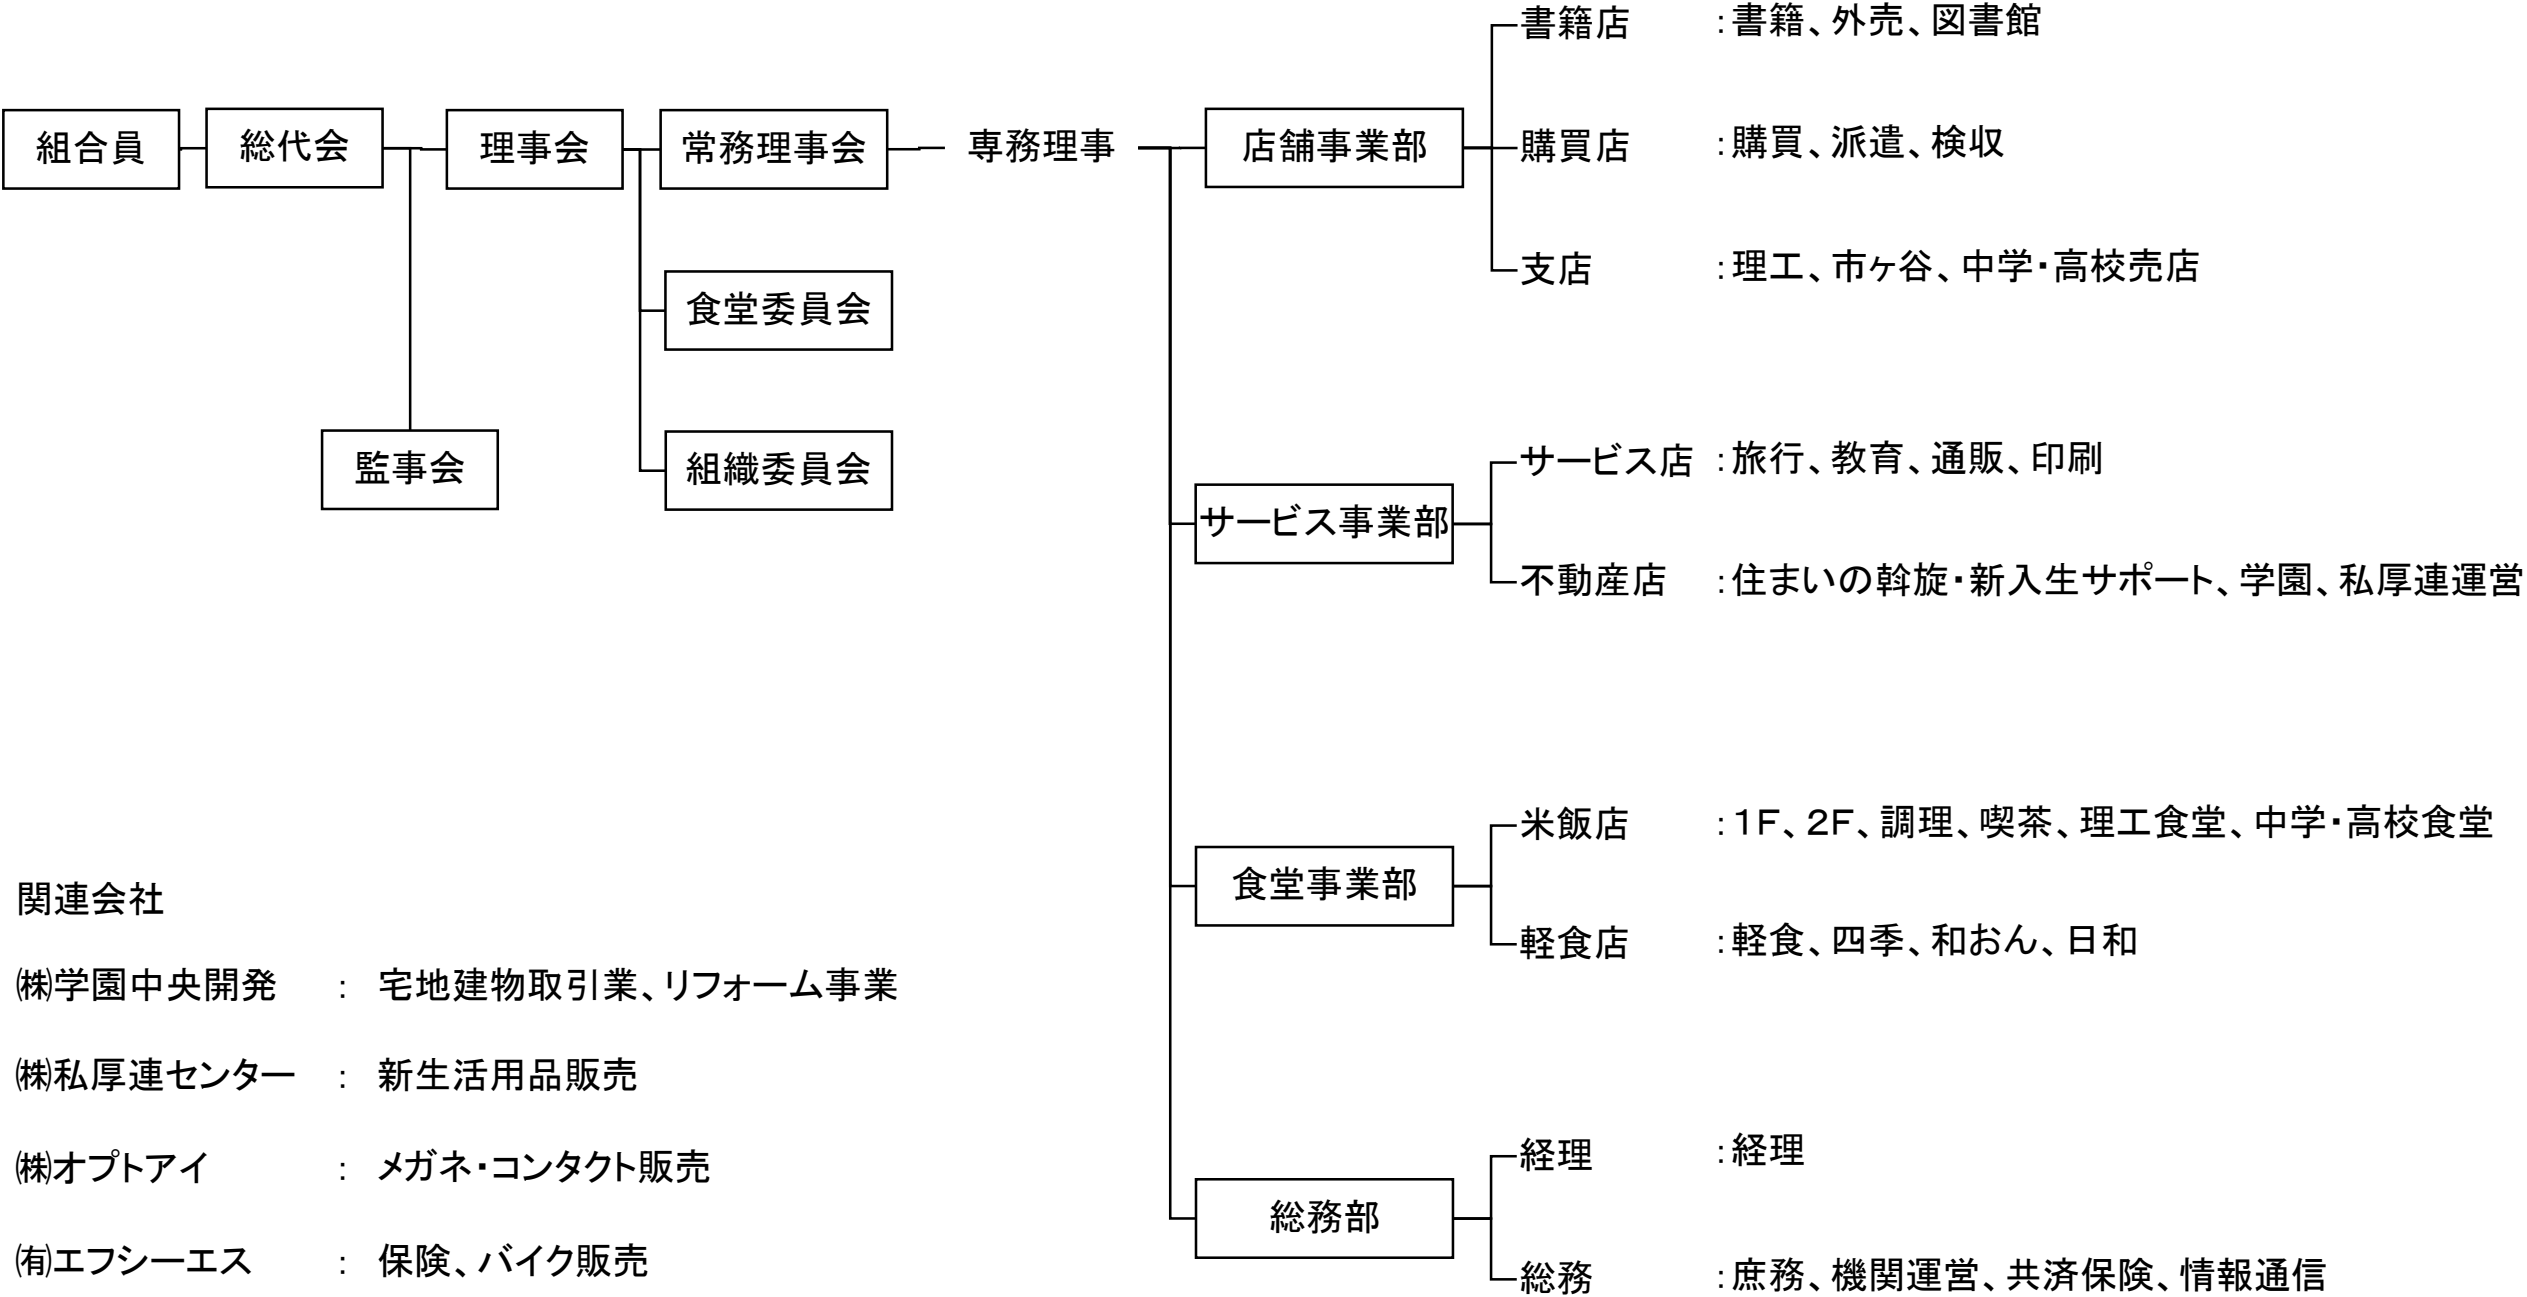 書籍店 :書籍、外売、図書館
組合員 総代会 理事会 常務理事会 専務理事 店舗事業部 購買店 :購買、派遣、検収
支店 :理工、市ヶ谷、中学・高校売店
食堂委員会
監事会 組織委員会 サービス店 :旅行、教育、通販、印刷
サービス事業部
不動産店 :住まいの斡旋・新入生サポート、学園、私厚連運営
米飯店 :1F、2F、調理、喫茶、理工食堂、中学・高校食堂
食堂事業部
軽食店 :軽食、四季、和おん、日和
経理 :経理
総務部
総務 :庶務、機関運営、共済保険、情報通信
関連会社
㈱学園中央開発 : 宅地建物取引業、リフォーム事業
㈱私厚連センター : 新生活用品販売
㈱オプトアイ : メガネ・コンタクト販売
㈲エフシーエス : 保険、バイク販売